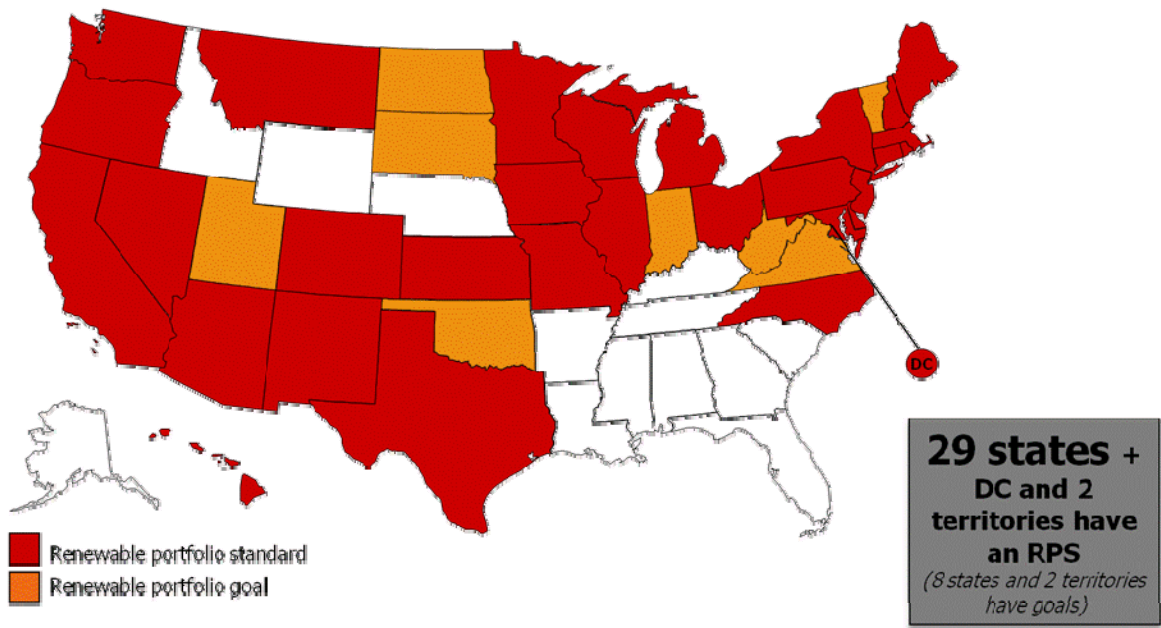 DC
Renewable portfolio standard
Renewable portfolio goal
29 states +
DC and 2
territories have
an RPS
(8 states and 2 territories
have goals)